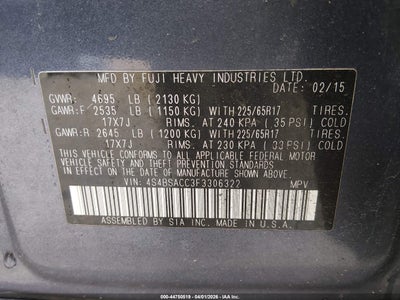 MFD. BY FUJI HEAVY INDUSTRIES LTD.
DATE: 02/15
GVWR: 4695 LB (2130 KG)
GAWR:F 2535 LB (1150 KG) WITH 225/65R17 TIRES.
17X7J RIMS. AT 240 KPA (35 PSI) COLD
GAWR:R 2645 LB (1200 KG) WITH 225/65R17 TIRES.
17X7J RIMS. AT 230 KPA (33 PSI) COLD
THIS VEHICLE CONFORMS TO ALL APPLICABLE FEDERAL MOTOR
VEHICLE SAFETY AND THEFT PREVENTION STANDARDS
IN EFFECT ON THE DATE OF MANUFACTURE SHOWN ABOVE.
VIN: 4S4BSACC3F3306322 MPV
ASSEMBLED BY SIA INC. MADE IN U.S.A.
000-44750519 - 04/01/2026 - IAA Inc.